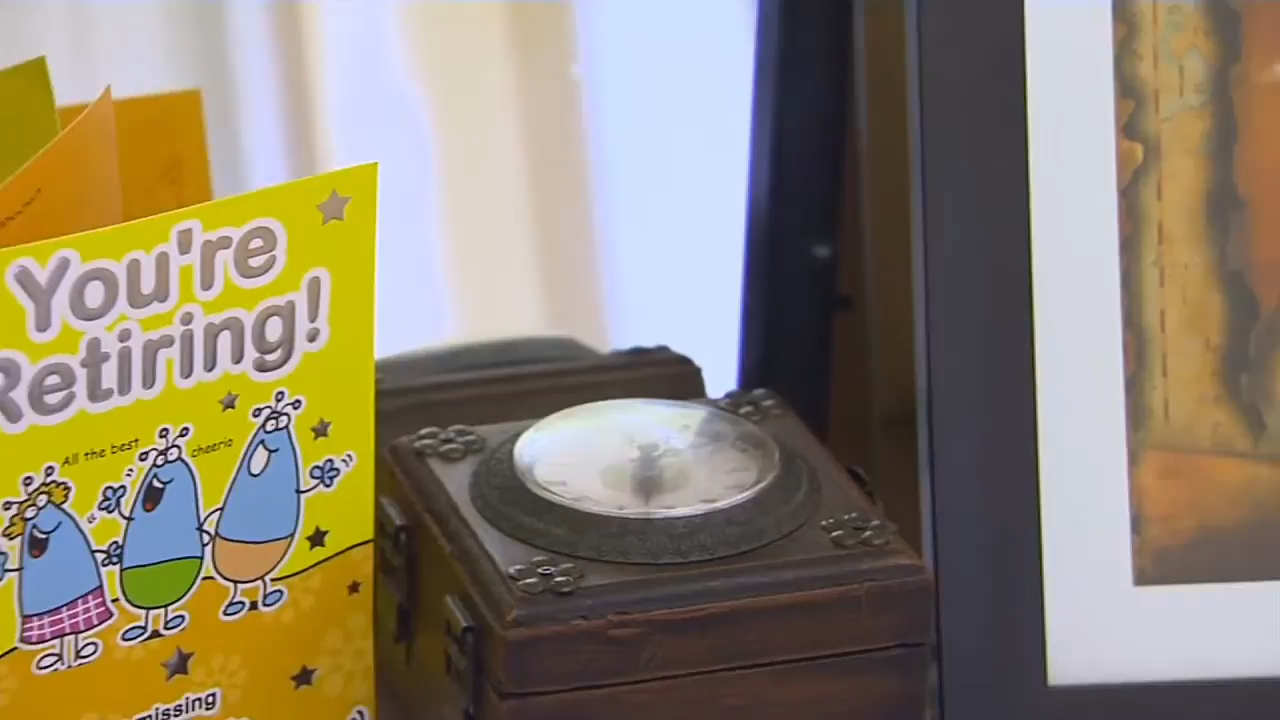 You're
Retiring!
All the best
cheerio
missing